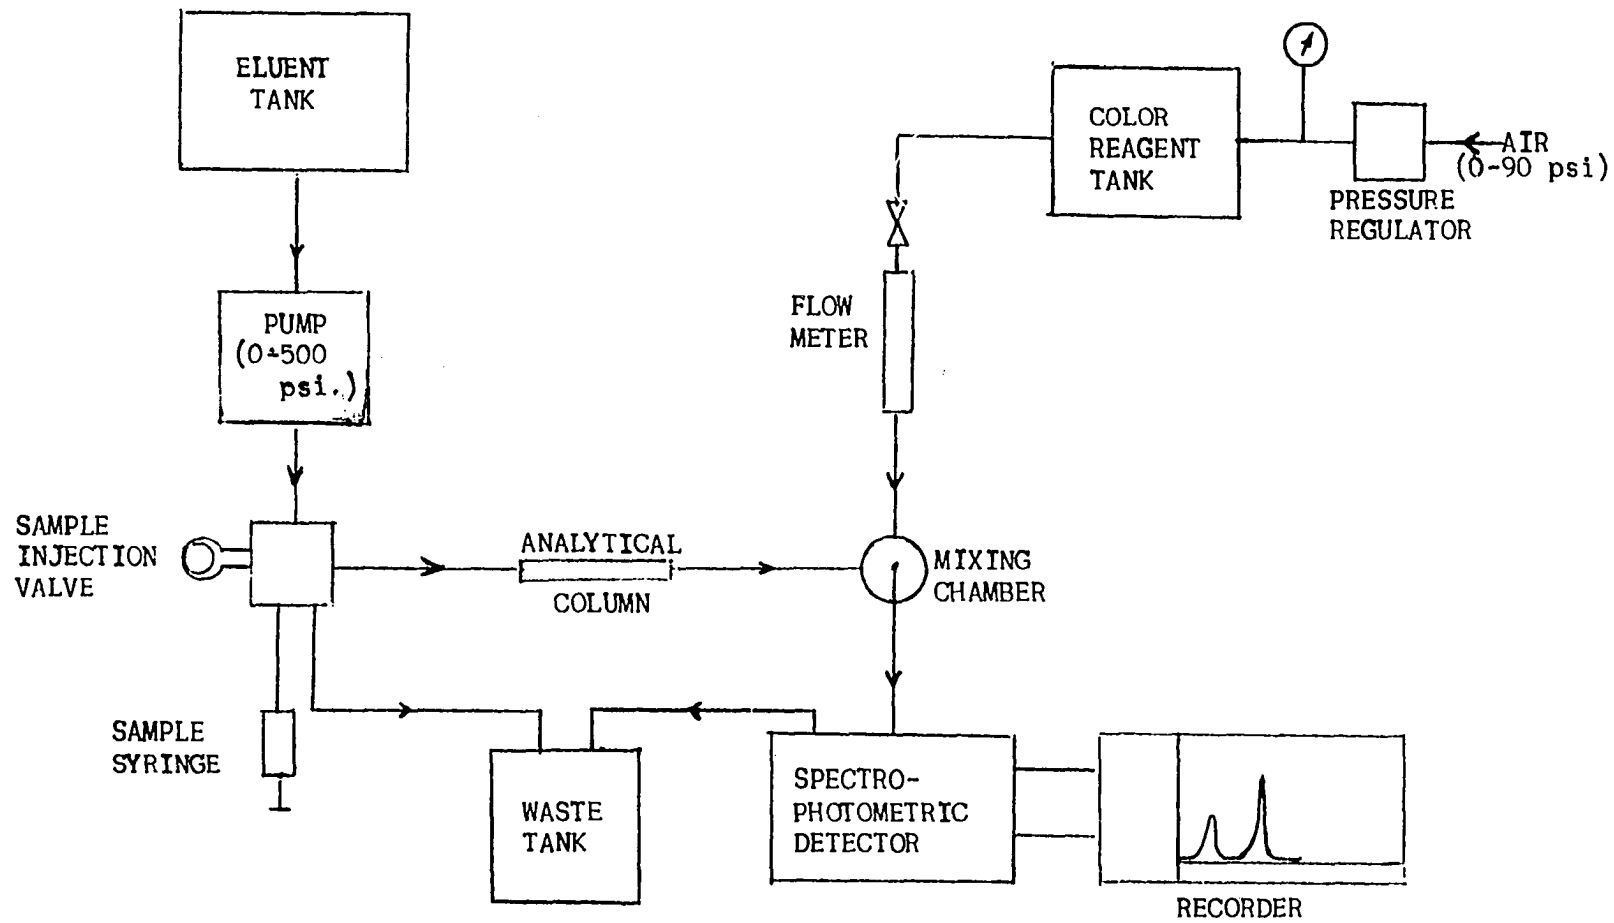 ELUENT
TANK
COLOR
REAGENT
TANK
AIR
(0-90 psi)
PRESSURE
REGULATOR
PUMP
(0-500
psi.)
FLOW
METER
SAMPLE
INJECTION
VALVE
ANALYTICAL
COLUMN
MIXING
CHAMBER
SAMPLE
SYRINGE
WASTE
TANK
SPECTRO-
PHOTOMETRIC
DETECTOR
RECORDER